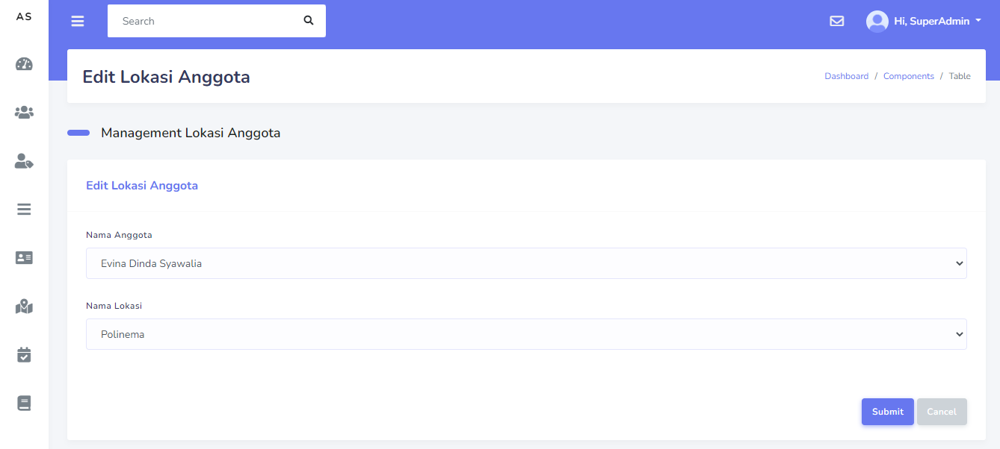 AS
Search
Hi, SuperAdmin
Edit Lokasi Anggota
Dashboard / Components / Table
Management Lokasi Anggota
Edit Lokasi Anggota
Nama Anggota
Evina Dinda Syawalia
Nama Lokasi
Polinema
Submit Cancel